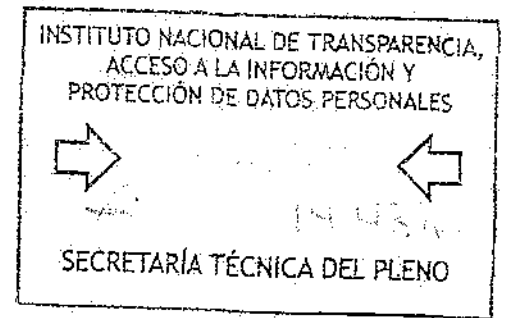 INSTITUTO NACIONAL DE TRANSPARENCIA,
ACCESO A LA INFORMACIÓN Y
PROTECCIÓN DE DATOS PERSONALES
SECRETARÍA TÉCNICA DEL PLENO